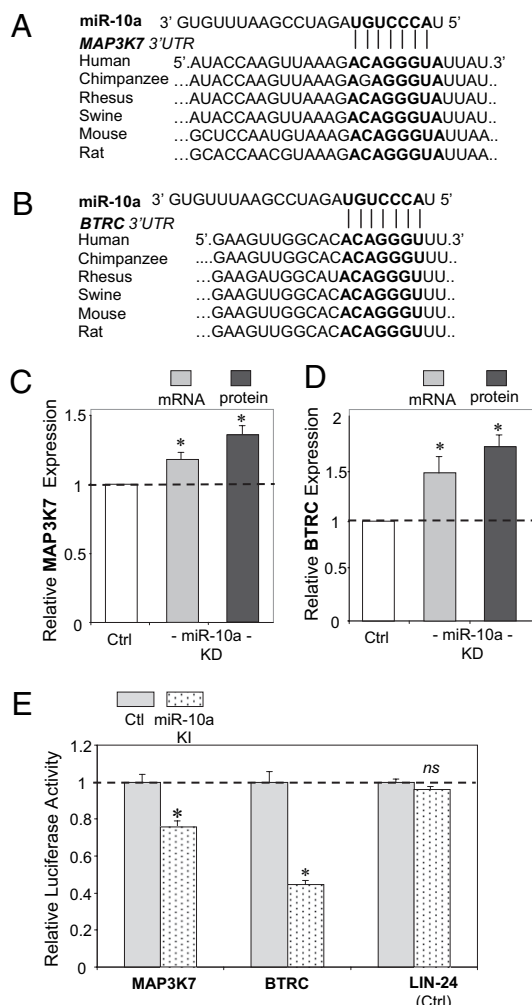 A
miR-10a 3' GUGUUUAAGCCUAGAUGUCCCAU 5'
MAP3K7 3'UTR
Human 5'.AUACCAAGUUAAAGACAGGGUAUUAU.3'
Chimpanzee ...AUACCAAGUUAAAGAGAGGGUAUUAU..
Rhesus ...AUACCAAGUUAAAGACAGGGUAUUAU..
Swine ...AUACCAAGUUAAAGACAGGGUAUUAU..
Mouse ...GCUCCAAUGUAAAGACAGGGUAUUAA..
Rat ...GCACCAACGUAAAGACAGGGUAUUAA..
B
miR-10a 3' GUGUUUAAGCCUAGAUGUCCCAU 5'
BTRC 3'UTR
Human 5'.GAAGUUGGCACACAGGGUUU.3'
Chimpanzee ....GAAGUUGGCACACAGGGUUU..
Rhesus ...GAAGAUGGCAUACAGGGUUU..
Swine ...GAAGUUGGCACACAGGGUUU..
Mouse ...GAAGUUGGCACACAGGGUUU..
Rat ...GAAGUUGGCACACAGGGUUU..
C
mRNA protein
Relative MAP3K7 Expression
1.5
1
0.5
0
* *
Ctrl - miR-10a -
KD
D
mRNA protein
Relative BTRC Expression
2
1.5
1
0.5
0
* *
Ctrl - miR-10a -
KD
E
Ctl miR-10a
KI
Relative Luciferase Activity
1.2
1
0.8
0.6
0.4
0.2
0
* * ns
MAP3K7 BTRC LIN-24
(Ctrl)